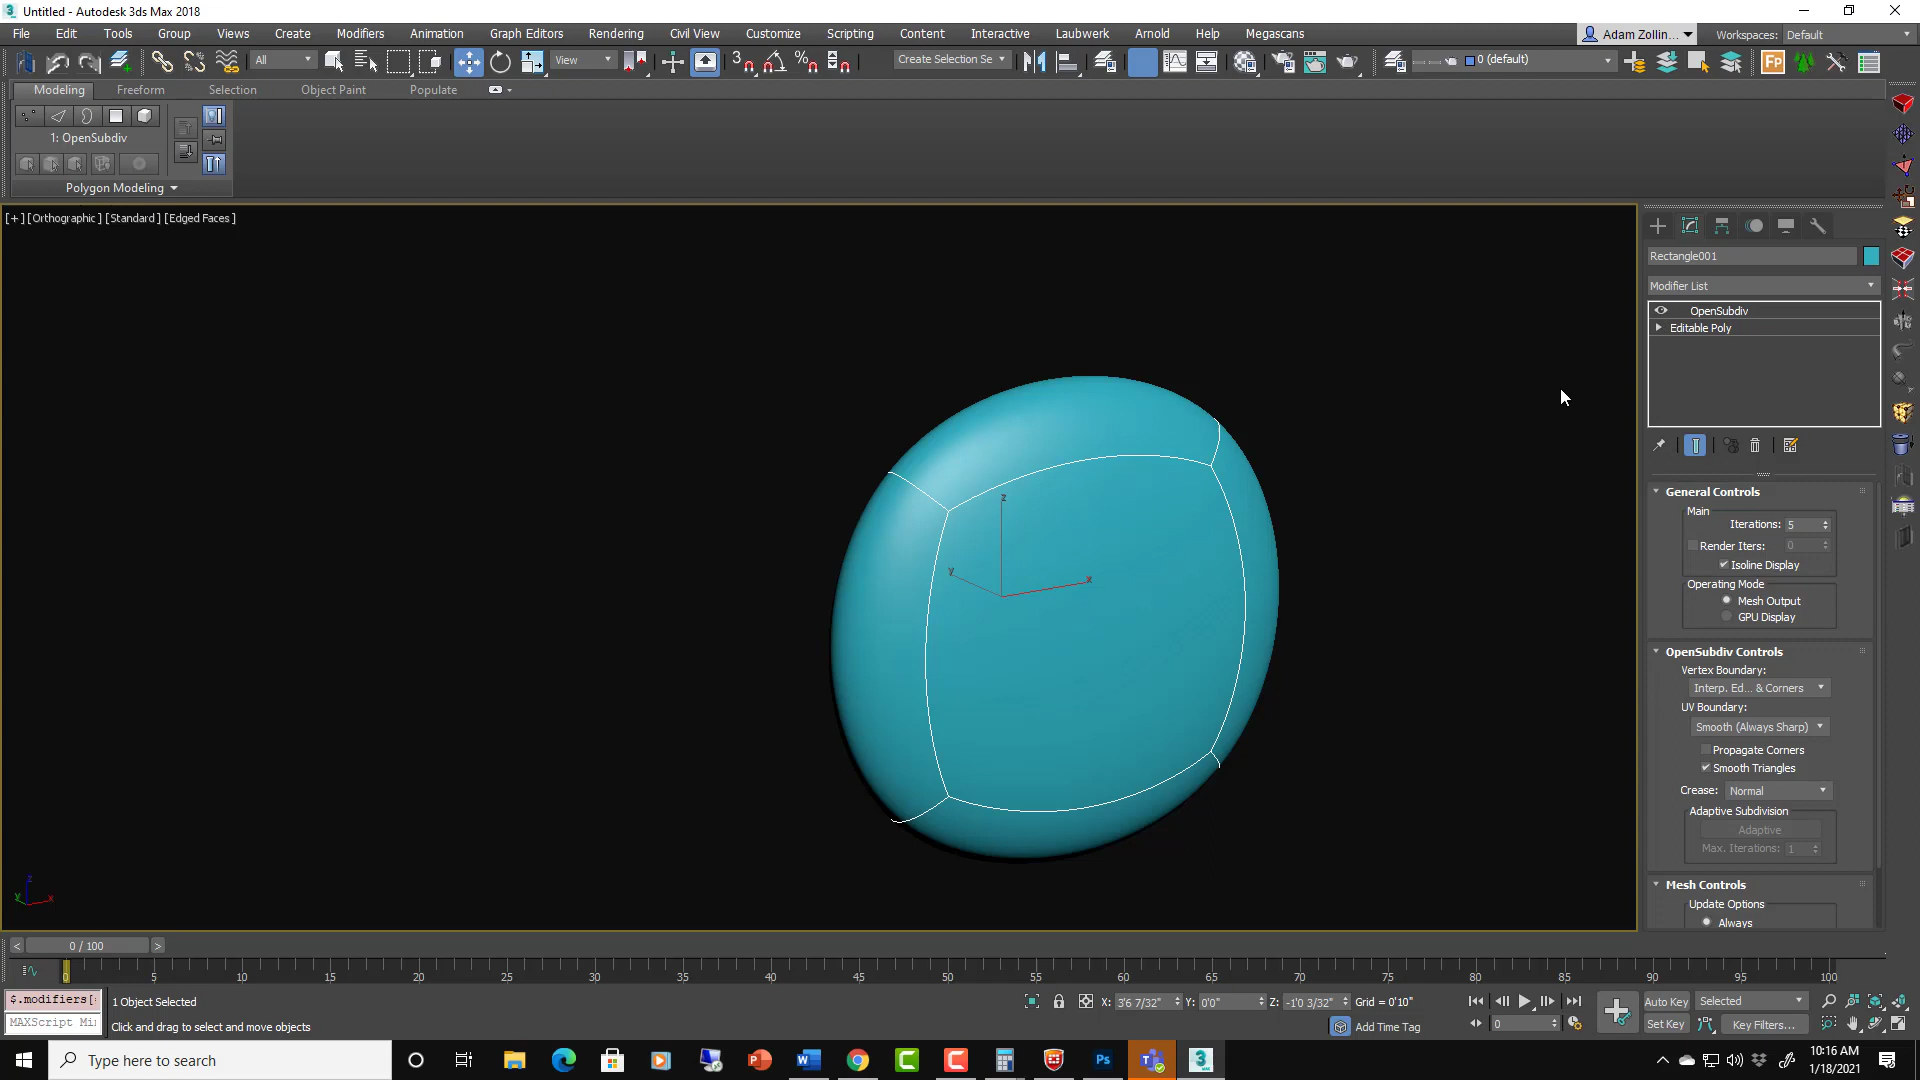 Untitled - Autodesk 3ds Max 2018
File Edit Tools Group Views Create Modifiers Animation Graph Editors Rendering Civil View Customize Scripting Content Interactive Laubwerk Arnold Help Megascans
Adam Zollin... Workspaces: Default
All View Create Selection Se 0 (default)
Modeling Freeform Selection Object Paint Populate
1: OpenSubdiv
Polygon Modeling
[+] [Orthographic] [Standard] [Edged Faces]
Rectangle001
Modifier List
OpenSubdiv
Editable Poly
General Controls
Main
Iterations: 5
Render Iters: 0
Isoline Display
Operating Mode
Mesh Output
GPU Display
OpenSubdiv Controls
Vertex Boundary:
Interp. Ed... & Corners
UV Boundary:
Smooth (Always Sharp)
Propagate Corners
Smooth Triangles
Crease: Normal
Adaptive Subdivision
Adaptive
Max. Iterations: 1
Mesh Controls
Update Options
Always
z
y
x
z
y
x
< 0 / 100 >
0 5 10 15 20 25 30 35 40 45 50 55 60 65 70 75 80 85 90 95 100
$.modifiers[
MAXScript Mi
1 Object Selected
Click and drag to select and move objects
X: 3'6 7/32" Y: 0'0" Z: -1'0 3/32" Grid = 0'10"
Add Time Tag
0
Auto Key Selected
Set Key Key Filters...
Type here to search
10:16 AM
1/18/2021